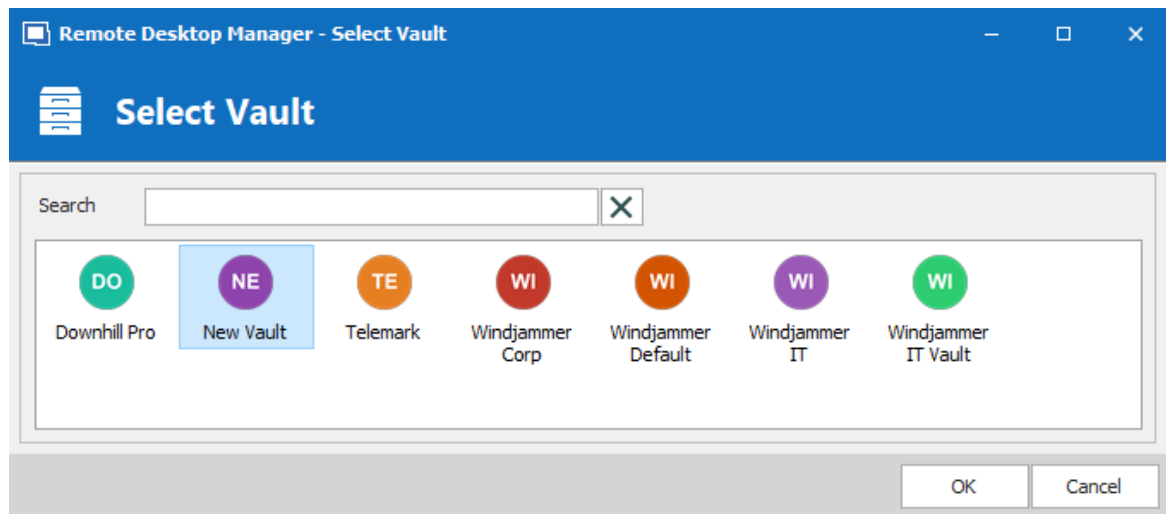 Remote Desktop Manager - Select Vault
Select Vault
Search
DO NE TE WI WI WI WI
Downhill Pro New Vault Telemark Windjammer Windjammer Windjammer Windjammer
Corp Default IT IT Vault
OK Cancel